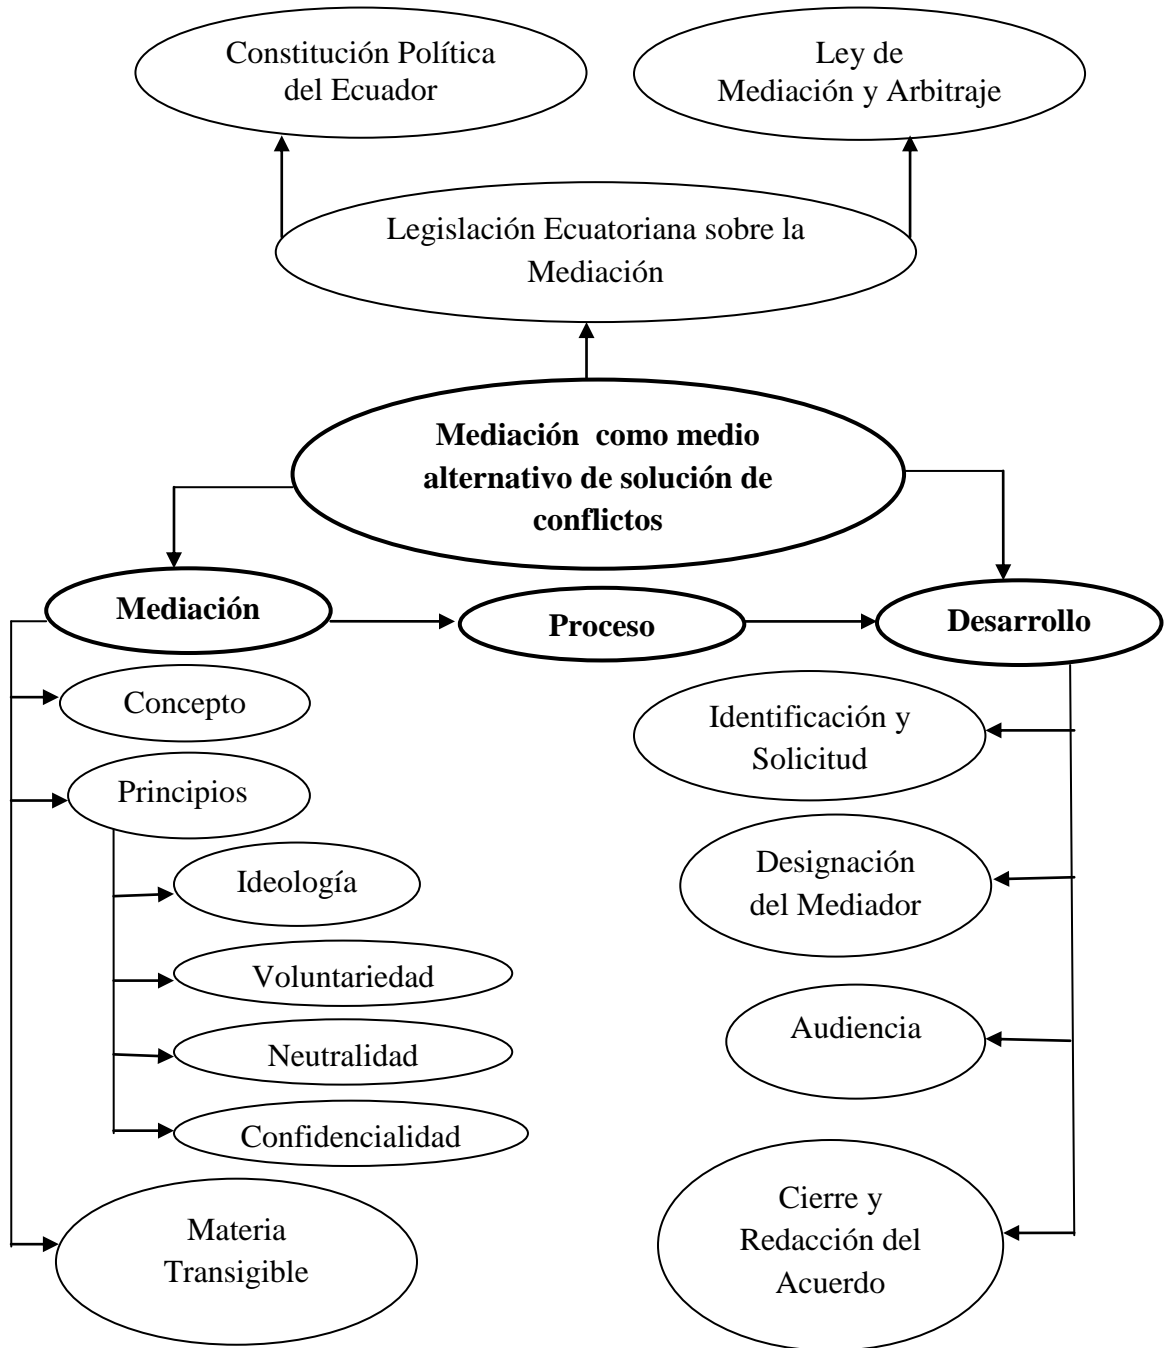 Constitución Política
del Ecuador
Ley de
Mediación y Arbitraje
Legislación Ecuatoriana sobre la
Mediación
Mediación  como medio
alternativo de solución de
conflictos
Mediación
Proceso
Desarrollo
Concepto
Principios
Ideología
Voluntariedad
Neutralidad
Confidencialidad
Materia
Transigible
Identificación y
Solicitud
Designación
del Mediador
Audiencia
Cierre y
Redacción del
Acuerdo